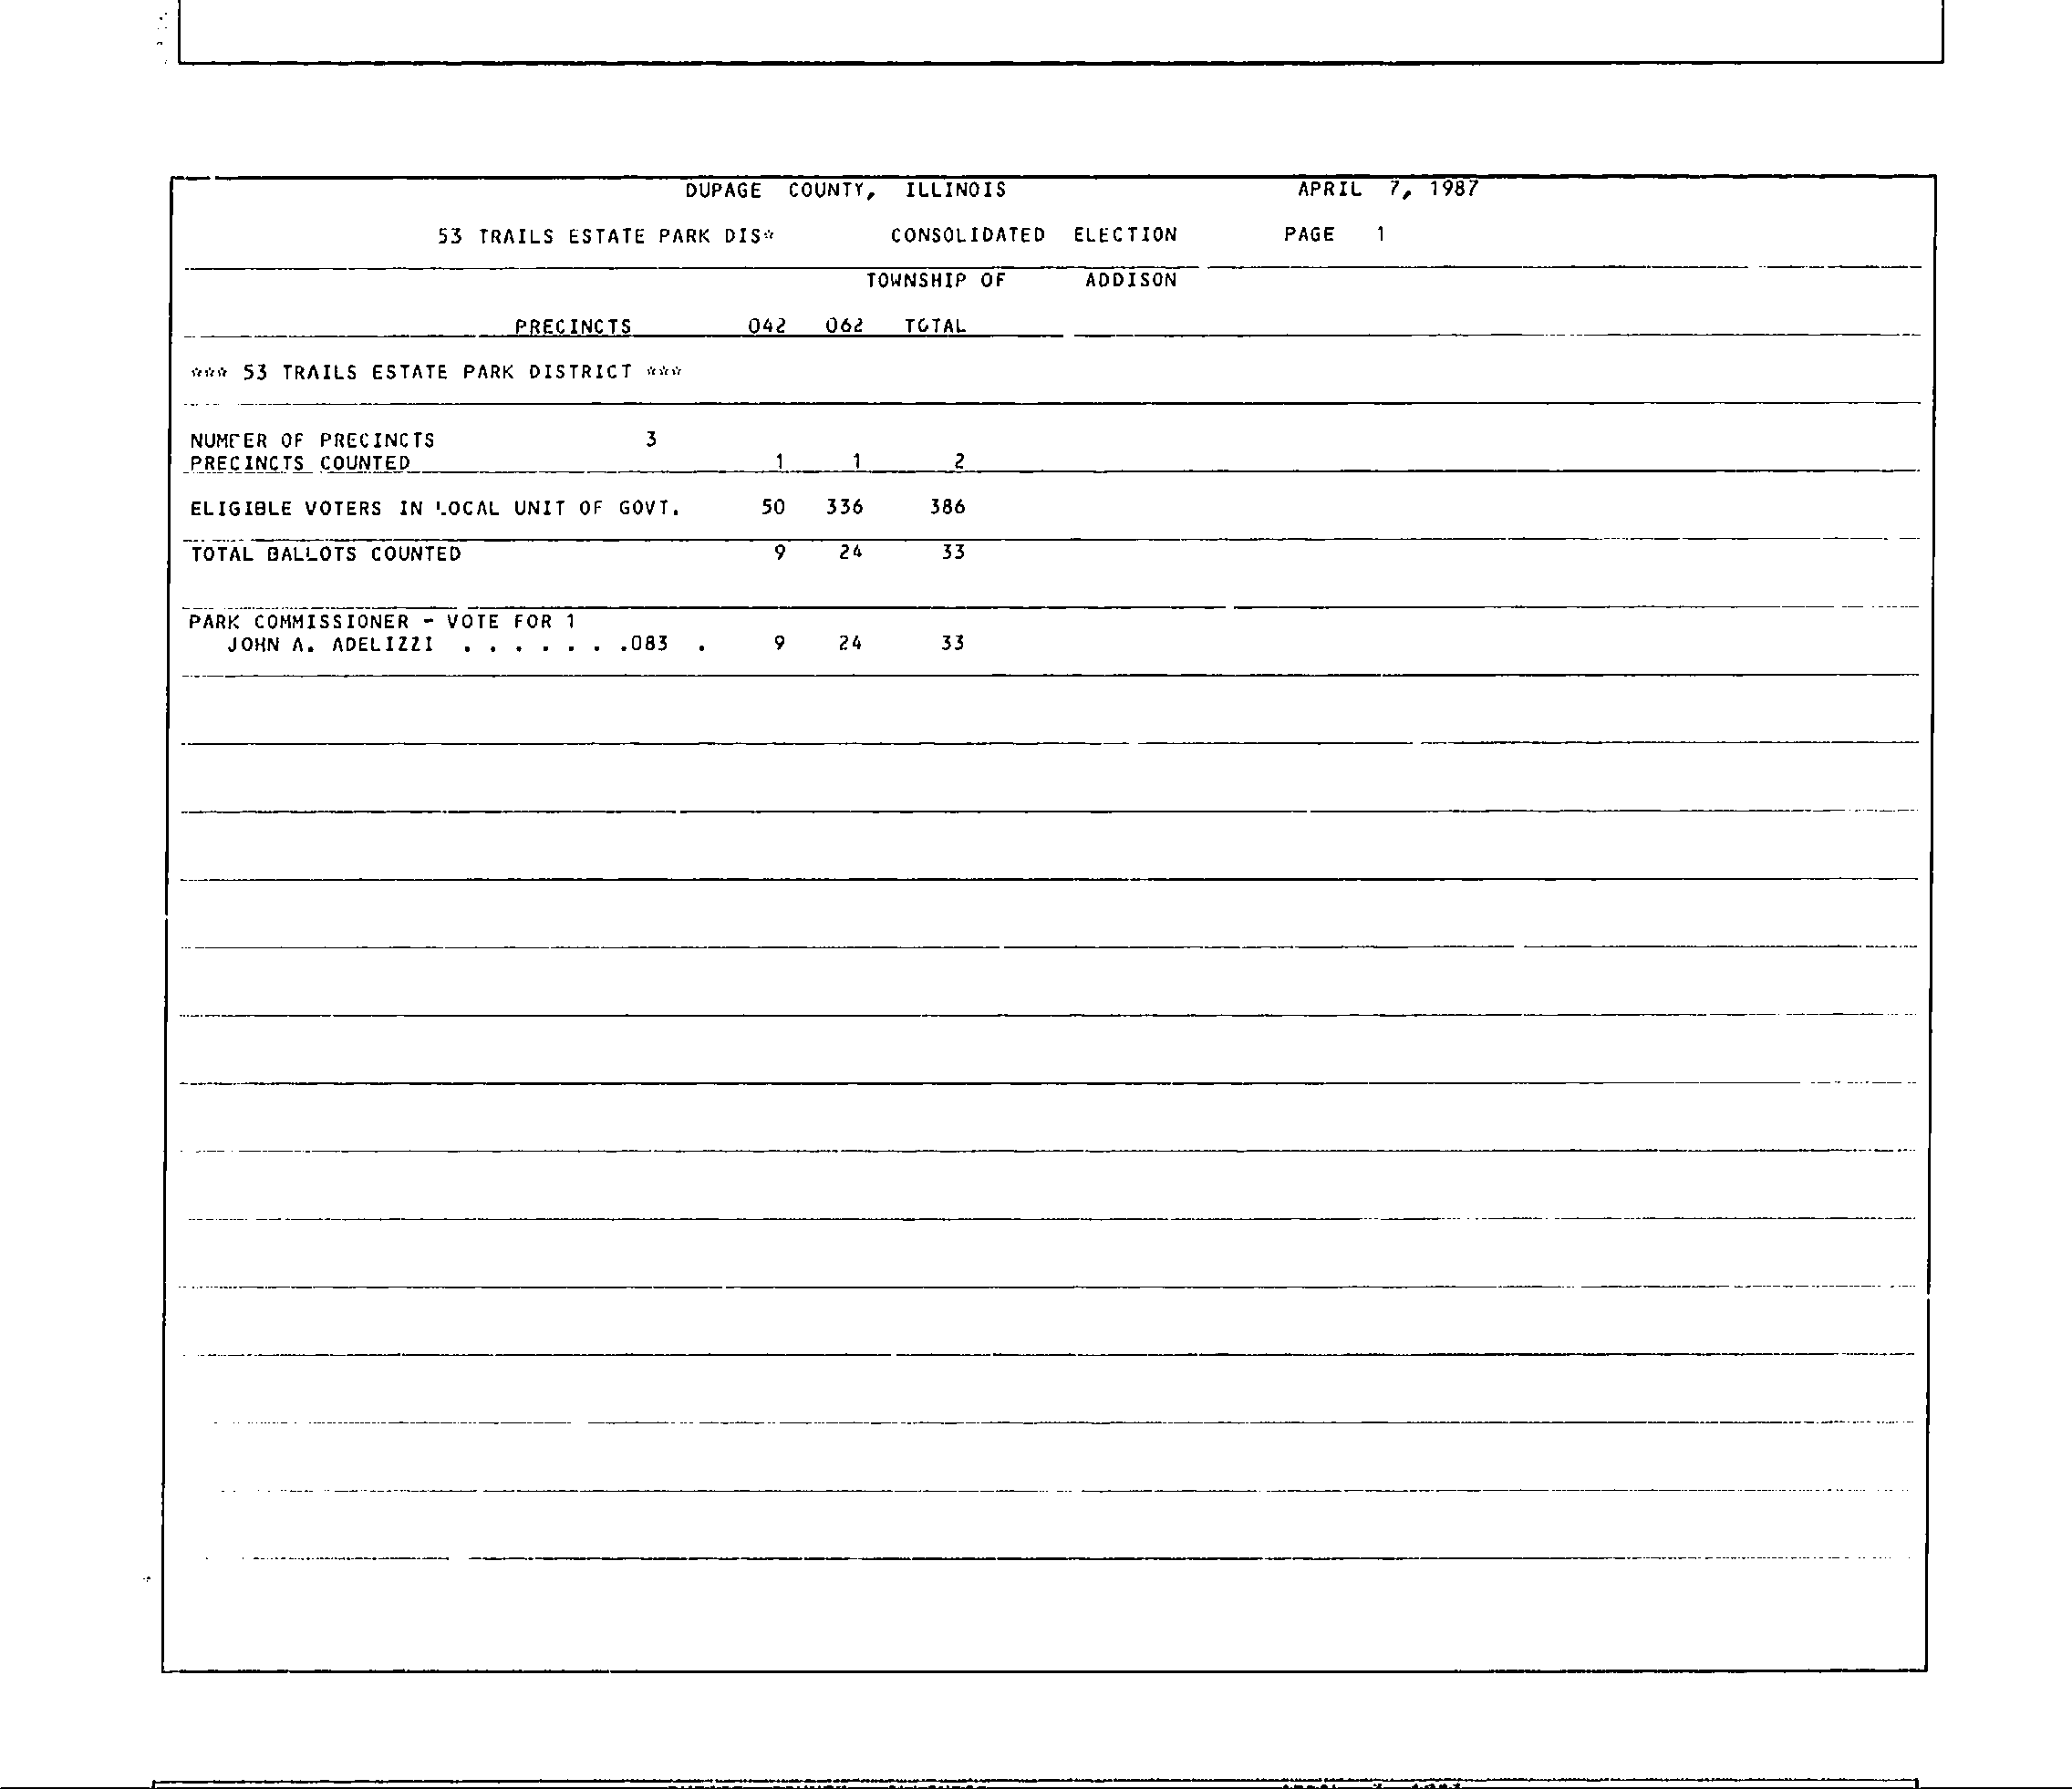 DUPAGE COUNTY, ILLINOIS APRIL 7, 1987
53 TRAILS ESTATE PARK DIS* CONSOLIDATED ELECTION PAGE 1
TOWNSHIP OF ADDISON
PRECINCTS 042 062 TOTAL
*** 53 TRAILS ESTATE PARK DISTRICT ***
NUMBER OF PRECINCTS 3
PRECINCTS COUNTED 1 1 2
ELIGIBLE VOTERS IN LOCAL UNIT OF GOVT. 50 336 386
TOTAL BALLOTS COUNTED 9 24 33
PARK COMMISSIONER - VOTE FOR 1
JOHN A. ADELIZZI . . . . . . .083 . 9 24 33